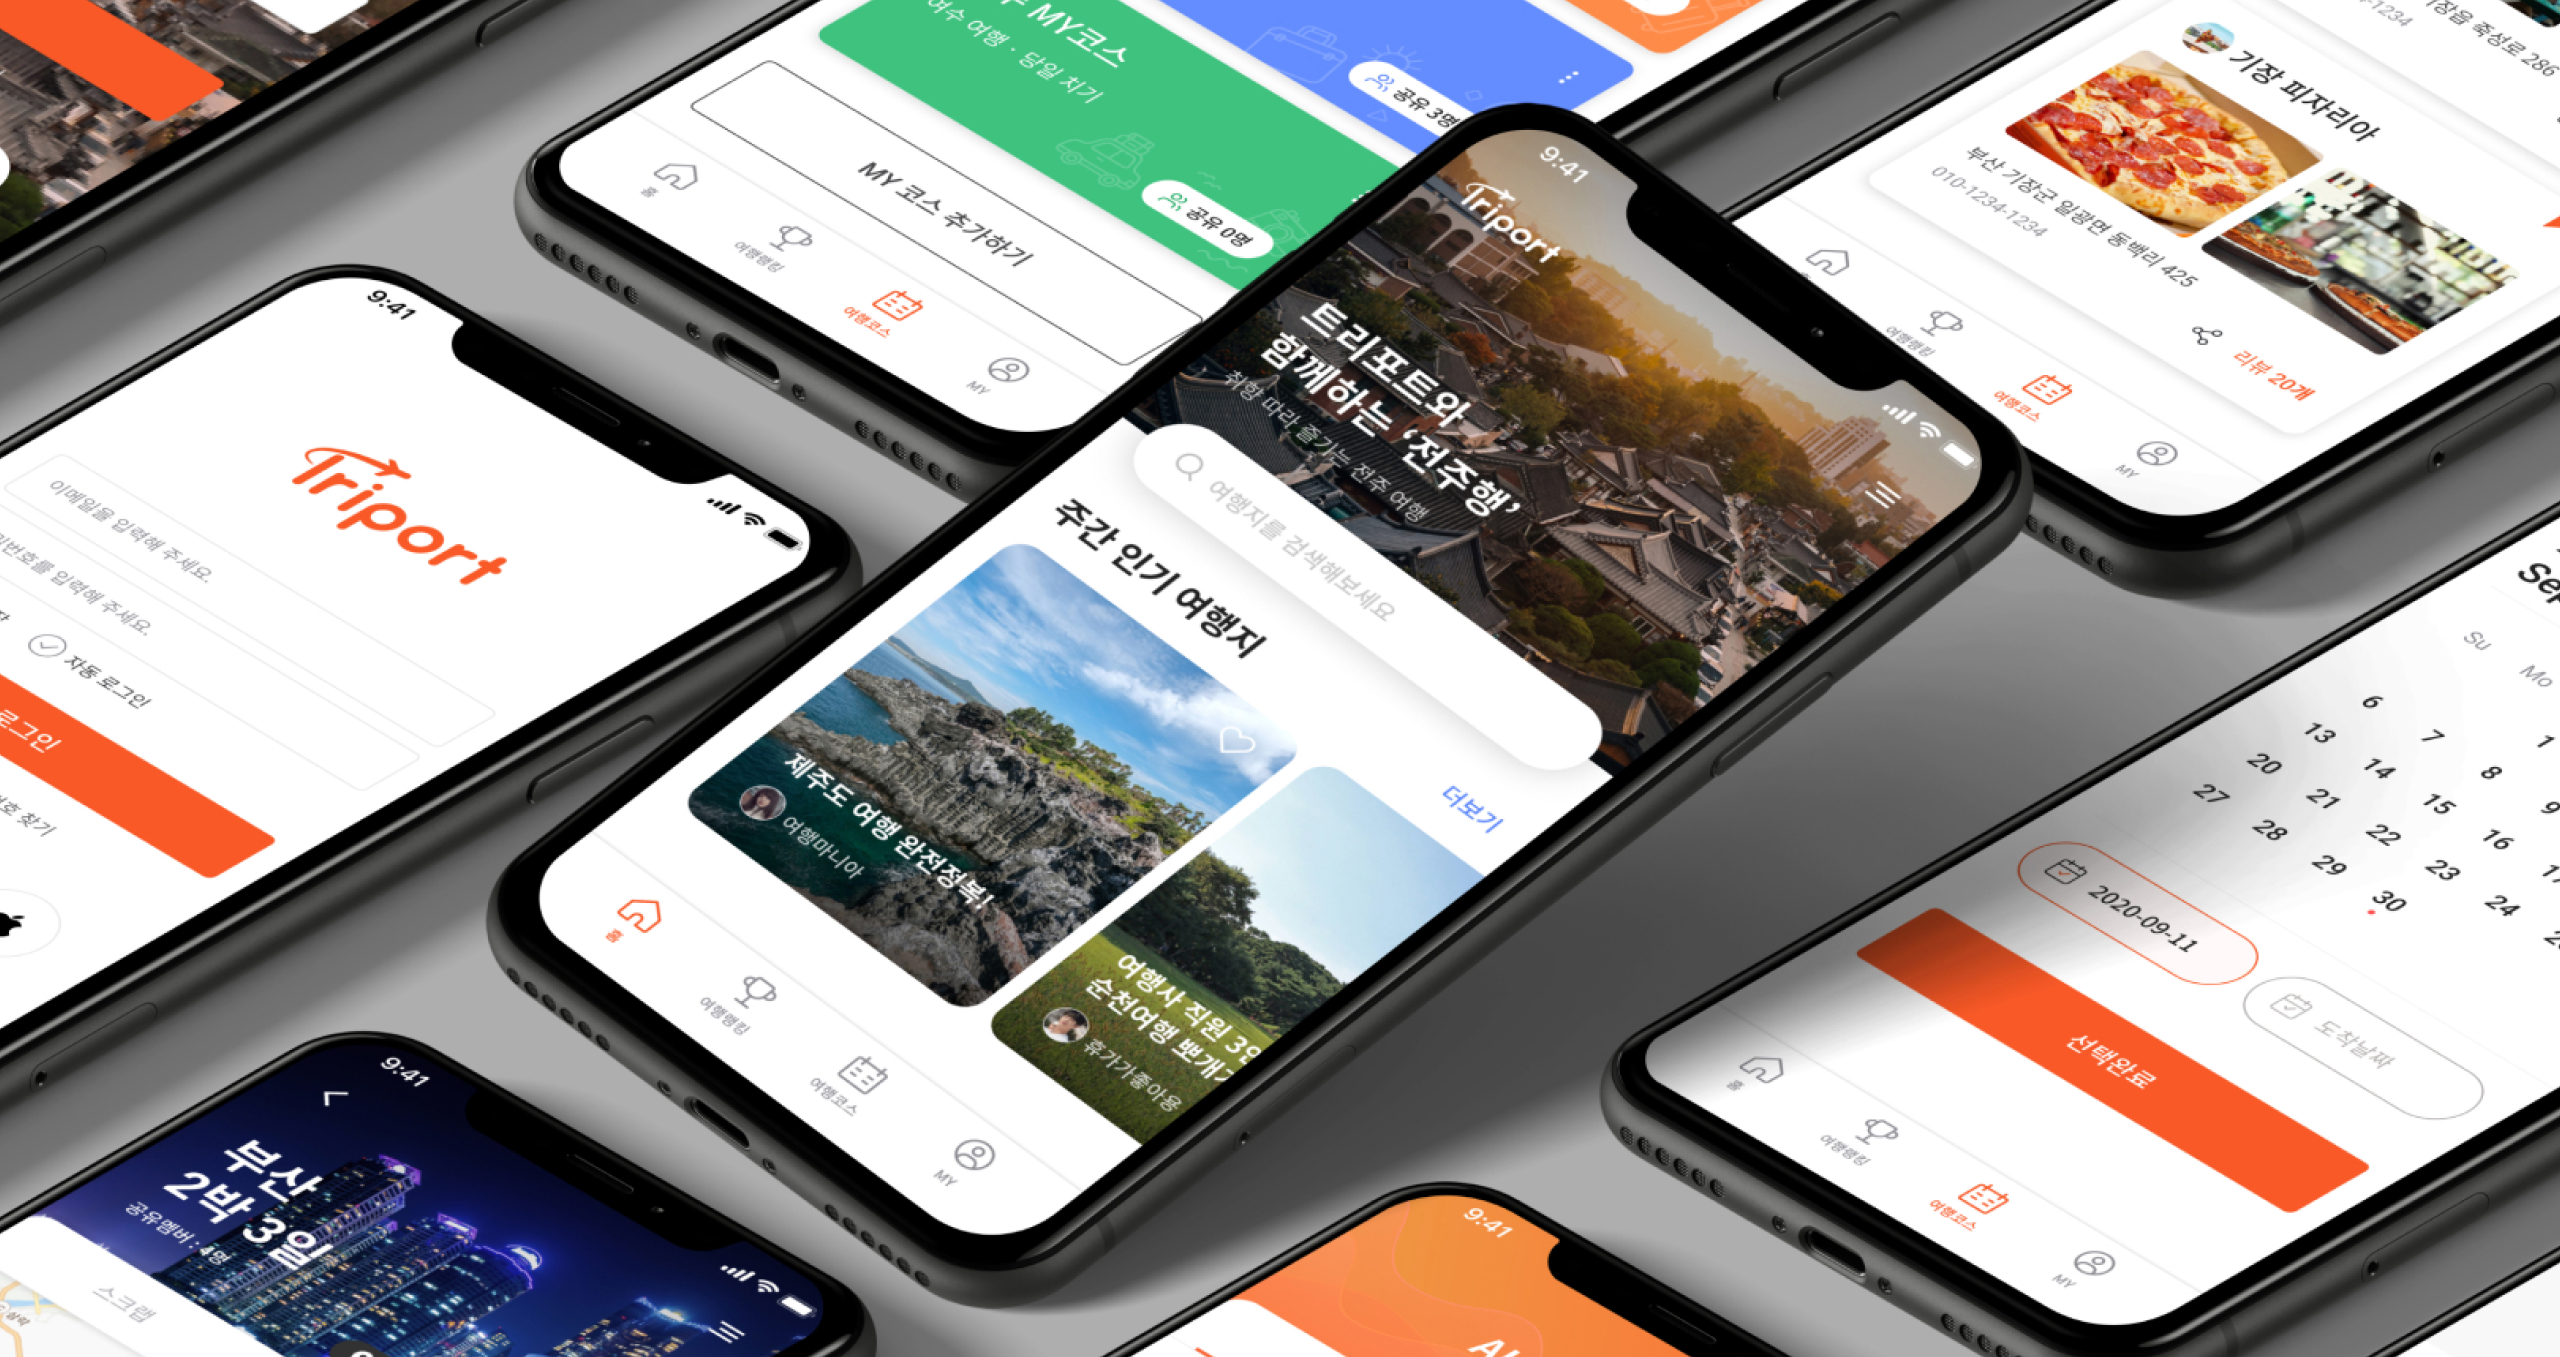 MY코스
여수 여행 · 당일 치기
공유 0명
공유 3명
MY 코스 추가하기
홈
여행랭킹
여행코스
MY
기장읍 죽성로 286
기장 피자리아
부산 기장군 일광면 동백리 425
010-1234-1234
리뷰 20개
홈
여행랭킹
여행코스
MY
9:41
Triport
이메일을 입력해 주세요.
비밀번호를 입력해 주세요.
자동 로그인
로그인
찾기
9:41
Triport
트리포트와
함께하는 ‘전주행’
취향 따라 즐기는 전주 여행
여행지를 검색해보세요
주간 인기 여행지
더보기
제주도 여행 완전정복!
여행마니아
여행사 직원 3인
순천여행 뽀개기
휴가가좋아용
홈
여행랭킹
여행코스
MY
Sep
Su Mo
1
6 7 8 9
13 14 15 16 17
20 21 22 23 24
27 28 29 30
2020-09-11
도착날짜
선택완료
홈
여행랭킹
여행코스
MY
9:41
부산
2박 3일
공유멤버 : 4명
스크랩
9:41